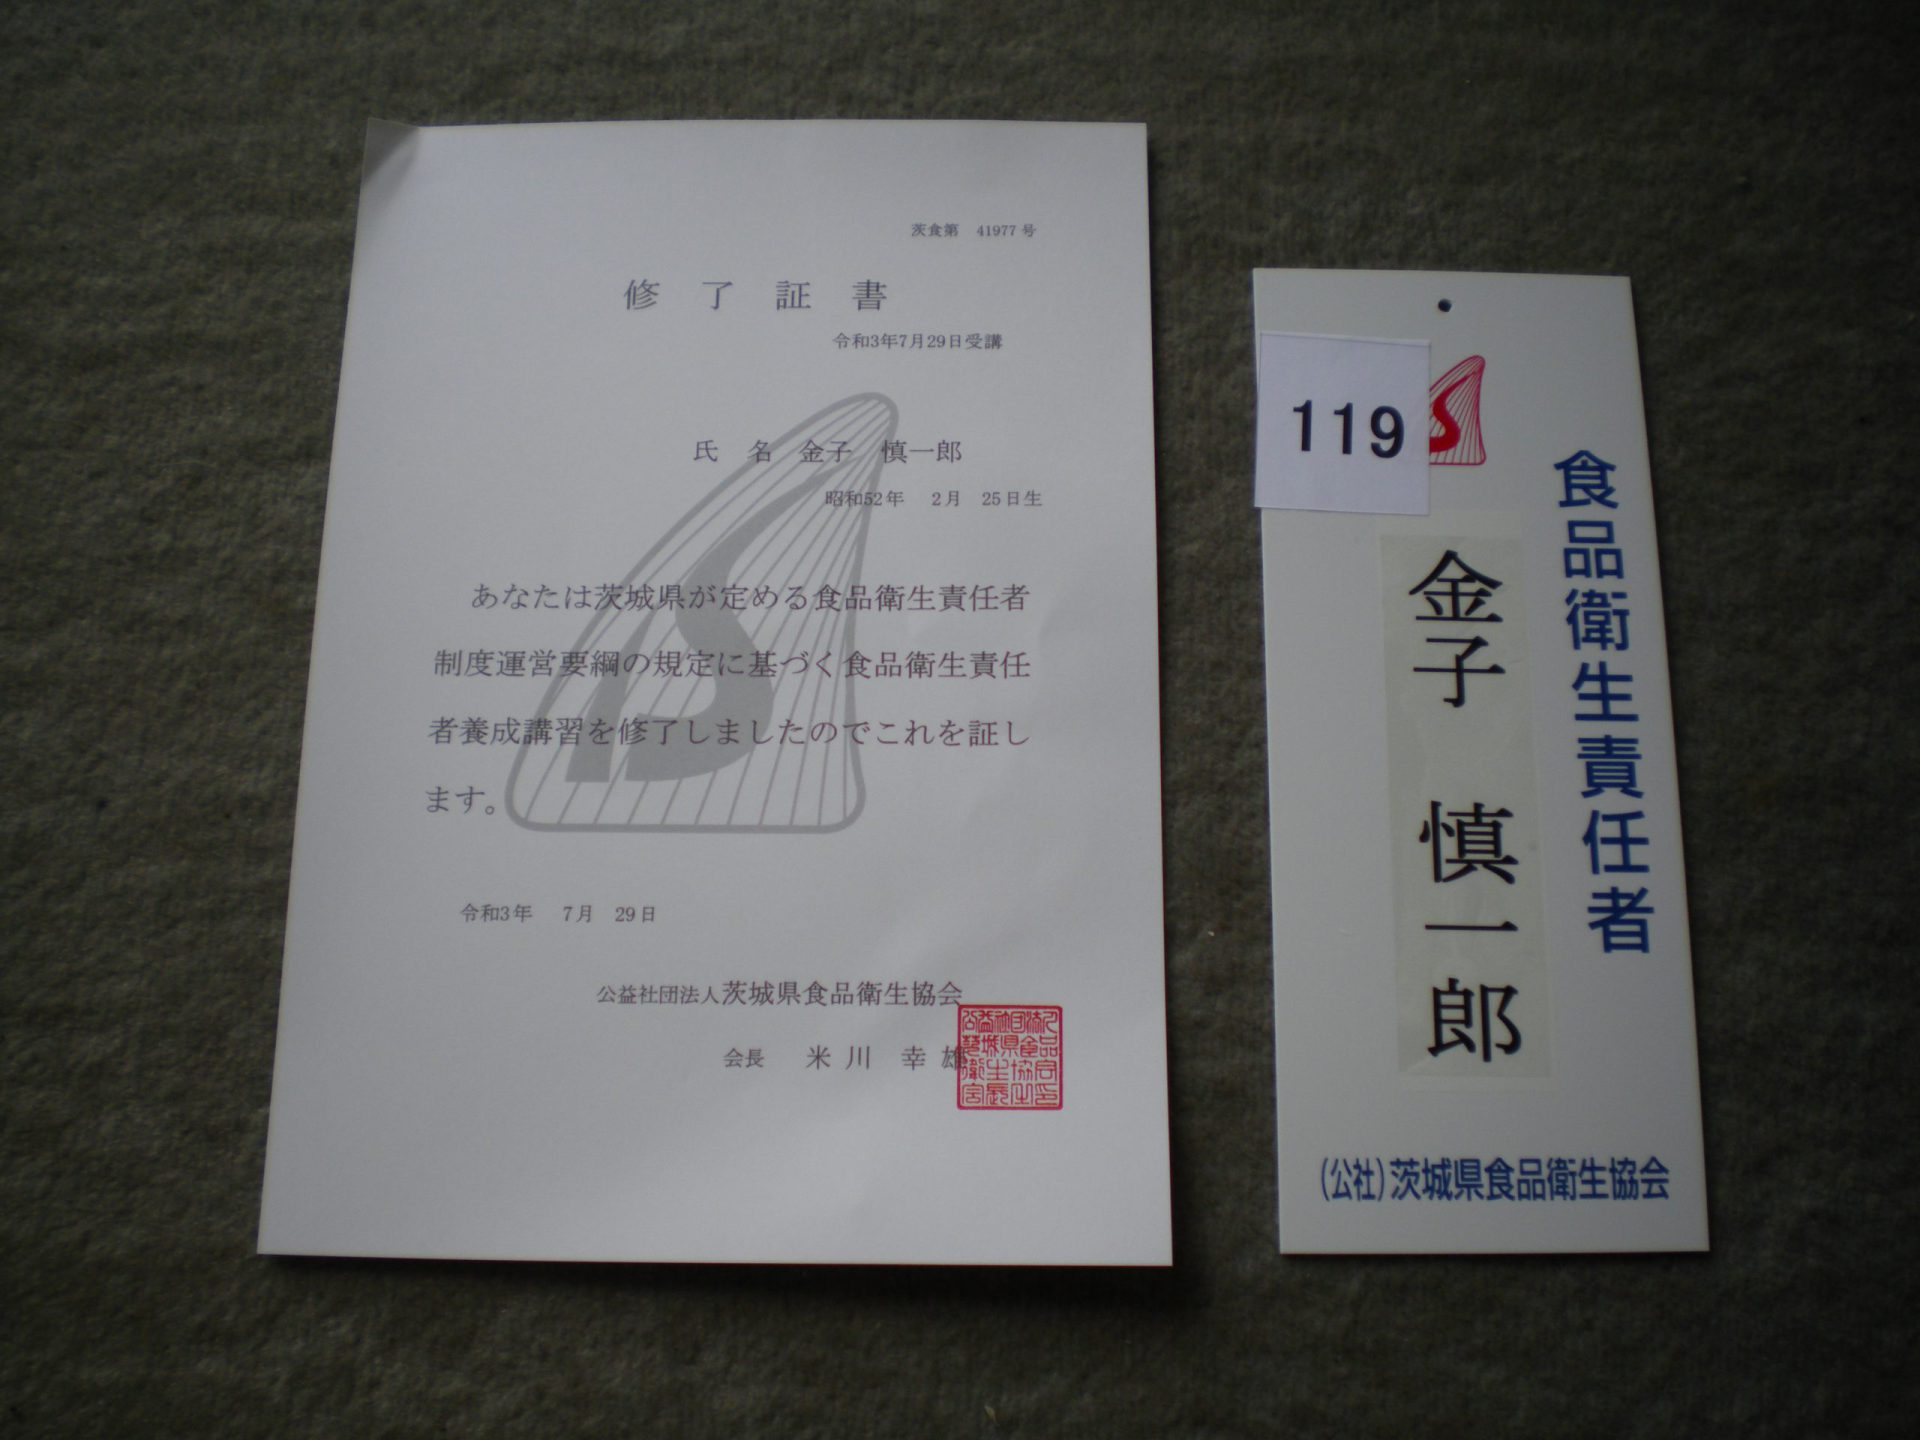 茨食第 41977 号
修了証書
令和3年7月29日受講
氏 名 金子 慎一郎
昭和52年 2月 25日生
あなたは茨城県が定める食品衛生責任者
制度運営要綱の規定に基づく食品衛生責任
者養成講習を修了しましたのでこれを証し
ます。
令和3年 7月 29日
公益社団法人茨城県食品衛生協会
会長 米川 幸雄
119
食品衛生責任者
金子 慎一郎
(公社)茨城県食品衛生協会